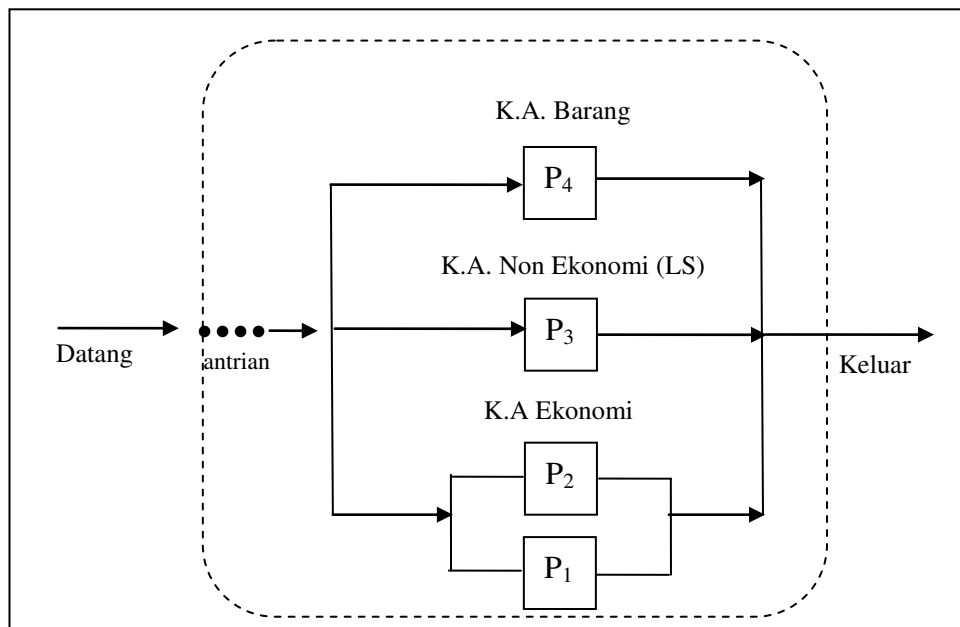 K.A. Barang
P₄
K.A. Non Ekonomi (LS)
P₃
Datang
antrian
Keluar
K.A Ekonomi
P₂
P₁